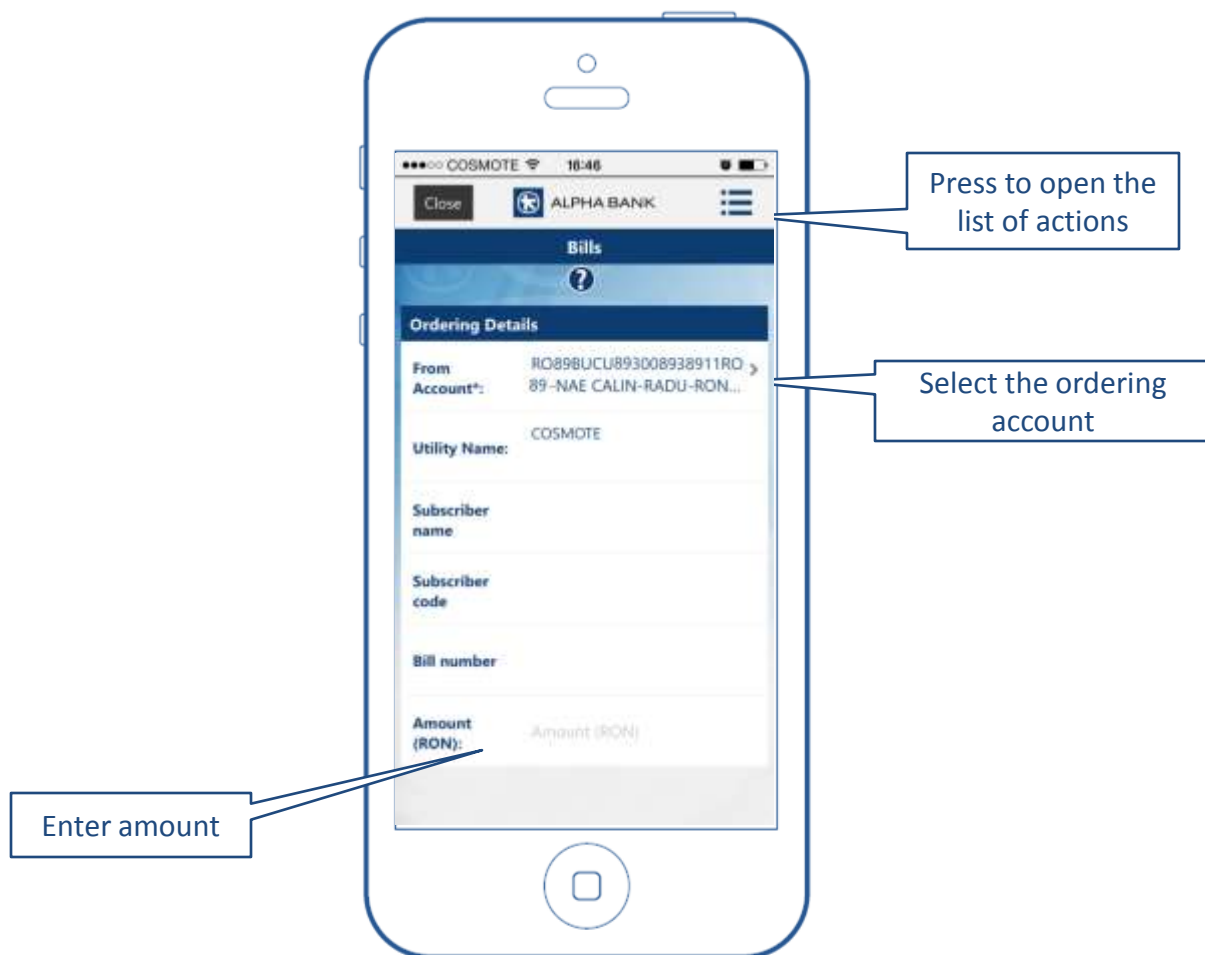 COSMOTE 16:46
Close ALPHA BANK
Press to open the
list of actions
Bills
?
Ordering Details
From
Account*:
RO89BUCU893008938911RO
89 -NAE CALIN-RADU-RON...
Select the ordering
account
Utility Name:
COSMOTE
Subscriber
name
Subscriber
code
Bill number
Amount
(RON):
Amount (RON)
Enter amount